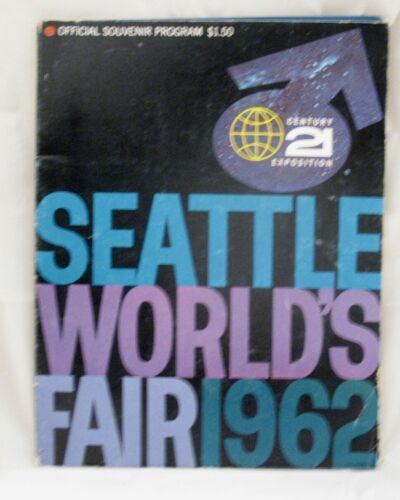 OFFICIAL SOUVENIR PROGRAM $1.50
CENTURY
21
EXPOSITION
SEATTLE
WORLD'S
FAIR 1962